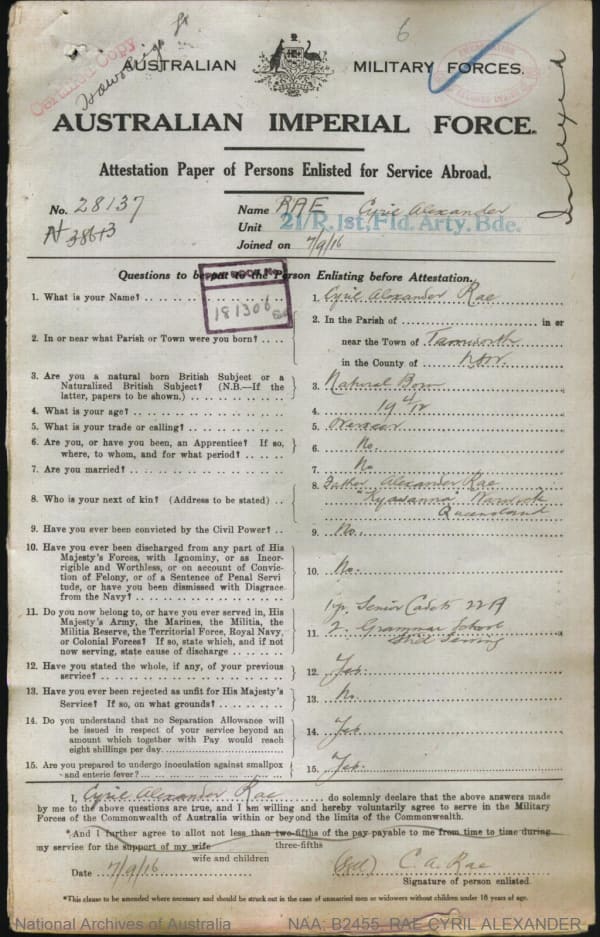 6
Certified Copy
AUSTRALIAN MILITARY FORCES.
Indexed
AUSTRALIAN IMPERIAL FORCE.
Attestation Paper of Persons Enlisted for Service Abroad.
No. 28137 Name RAE Cyril Alexander
Unit 21/R. 1st. Fld. Arty. Bde.
Joined on 7/9/16
Questions to be put to the Person Enlisting before Attestation.
181306
1. What is your Name? 1. Cyril Alexander Rae
2. In or near what Parish or Town were you born? 2. In the Parish of in or
near the Town of Tamworth
in the County of NSW.
3. Are you a natural born British Subject or a
Naturalized British Subject? (N.B.—If the
latter, papers to be shown.) 3. Natural Born
4. What is your age? 4. 19 4/12
5. What is your trade or calling? 5. Overseer
6. Are you, or have you been, an Apprentice? If so,
where, to whom, and for what period? 6. No.
7. Are you married? 7. No
8. Who is your next of kin? (Address to be stated) 8. Father Alexander Rae
Queensland
9. Have you ever been convicted by the Civil Power? 9. No.
10. Have you ever been discharged from any part of His
Majesty's Forces, with Ignominy, or as Incor-
rigible and Worthless, or on account of Convic-
tion of Felony, or of a Sentence of Penal Servi-
tude, or have you been dismissed with Disgrace
from the Navy? 10. No.
11. Do you now belong to, or have you ever served in, His
Majesty's Army, the Marines, the Militia, the
Militia Reserve, the Territorial Force, Royal Navy,
or Colonial Forces? If so, state which, and if not
now serving, state cause of discharge 11. Senior Cadets 22A
Grammar School
Still Serving
12. Have you stated the whole, if any, of your previous
service? 12. Yes.
13. Have you ever been rejected as unfit for His Majesty's
Service? If so, on what grounds? 13. No.
14. Do you understand that no Separation Allowance will
be issued in respect of your service beyond an
amount which together with Pay would reach
eight shillings per day. 14. Yes
15. Are you prepared to undergo inoculation against smallpox
and enteric fever? 15. Yes.
I, Cyril Alexander Rae do solemnly declare that the above answers made
by me to the above questions are true, and I am willing and hereby voluntarily agree to serve in the Military
Forces of the Commonwealth of Australia within or beyond the limits of the Commonwealth.
*And I further agree to allot not less than two-fifths of the pay payable to me from time to time during
three-fifths
my service for the support of my wife
wife and children
Date 7/9/16 (Sgd) C. A. Rae
Signature of person enlisted.
*This clause to be amended where necessary and should be struck out in the case of unmarried men or widowers without children under 18 years of age.
National Archives of Australia NAA: B2455, RAE CYRIL ALEXANDER